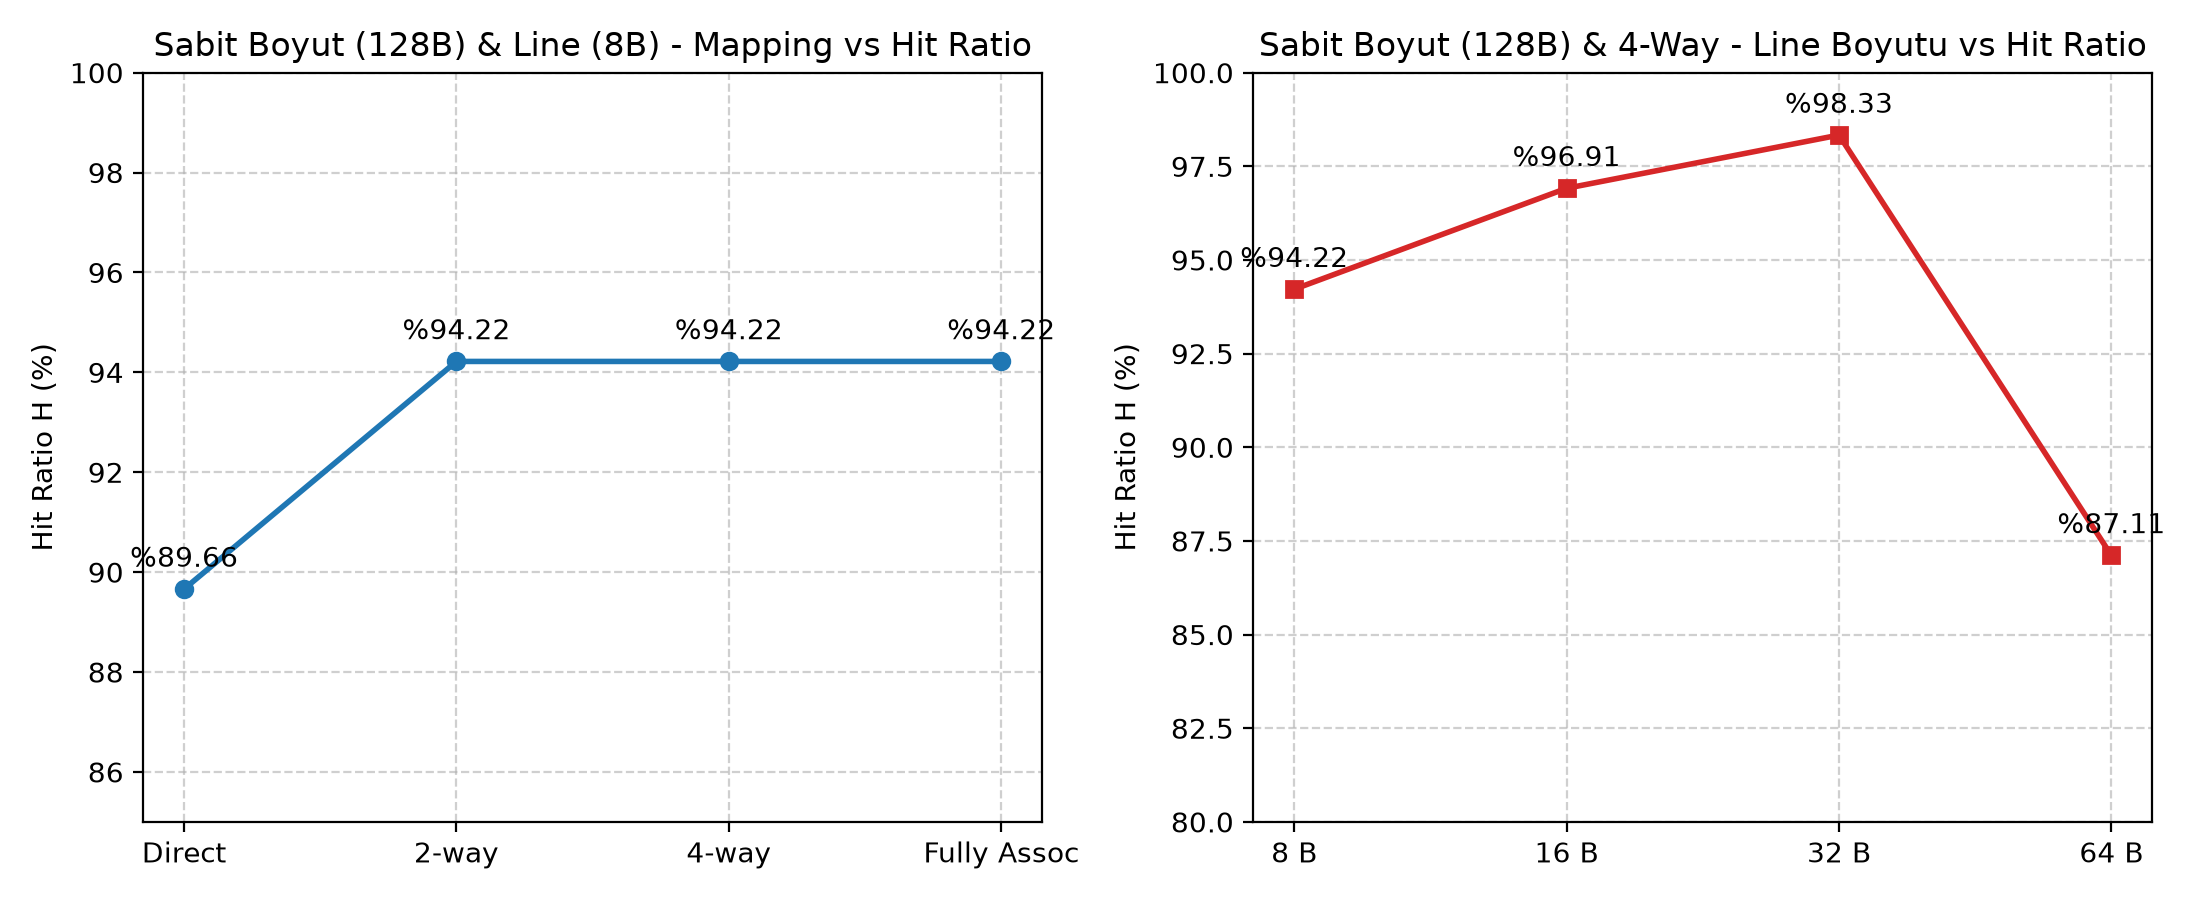 Sabit Boyut (128B) & Line (8B) - Mapping vs Hit Ratio
100
98
96
94
92
90
88
86
Hit Ratio H (%)
%89.66
%94.22
%94.22
%94.22
Direct
2-way
4-way
Fully Assoc
Sabit Boyut (128B) & 4-Way - Line Boyutu vs Hit Ratio
100.0
97.5
95.0
92.5
90.0
87.5
85.0
82.5
80.0
Hit Ratio H (%)
%94.22
%96.91
%98.33
%87.11
8 B
16 B
32 B
64 B